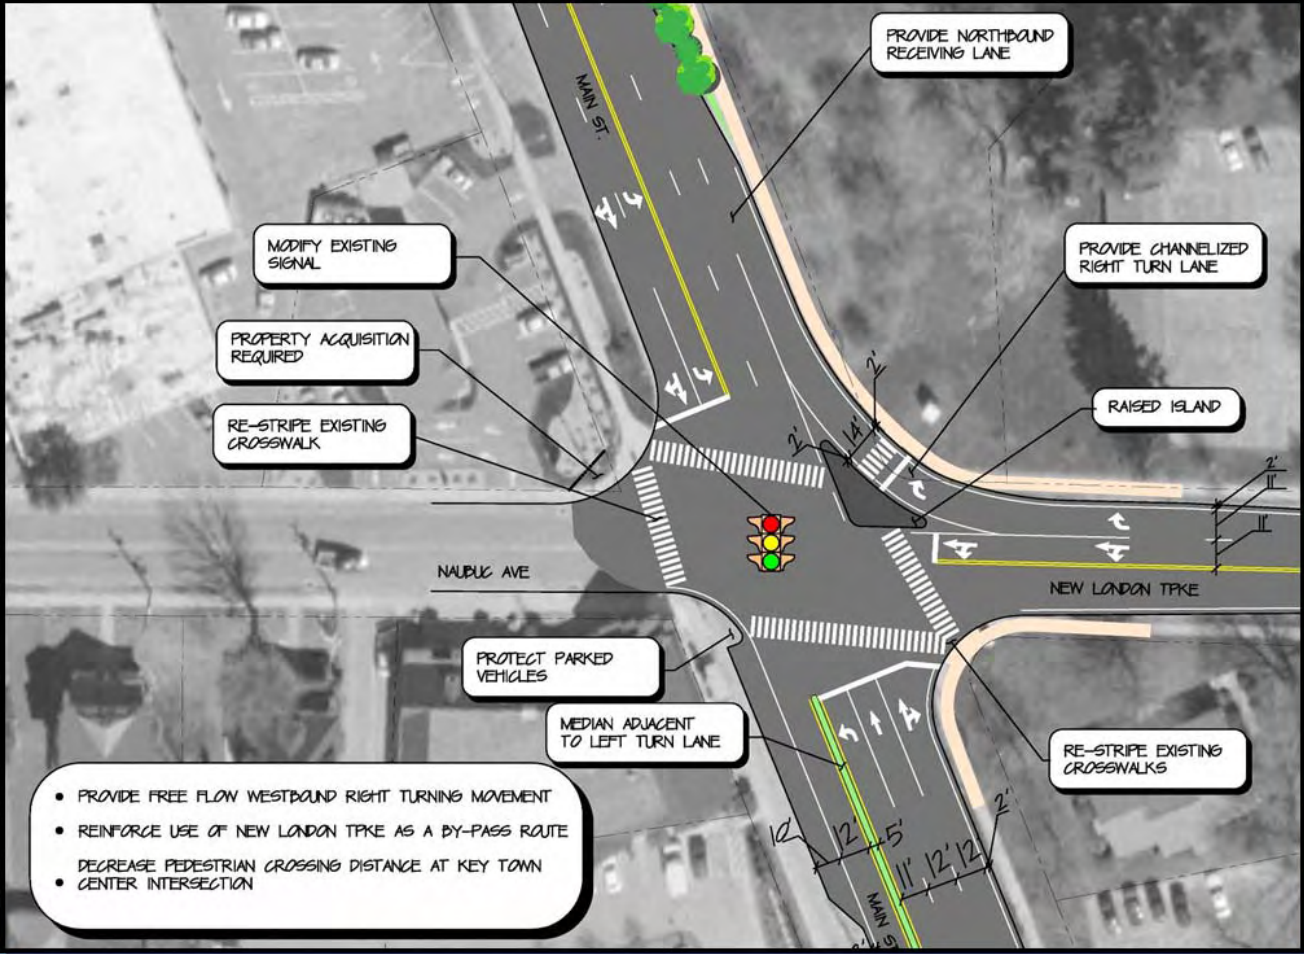 PROVIDE NORTHBOUND
RECEIVING LANE
MAIN ST.
MODIFY EXISTING
SIGNAL
PROVIDE CHANNELIZED
RIGHT TURN LANE
PROPERTY ACQUISITION
REQUIRED
RE-STRIPE EXISTING
CROSSWALK
RAISED ISLAND
2'
14'
2'
2'
11'
11'
NAUBUC AVE
NEW LONDON TPKE
PROTECT PARKED
VEHICLES
MEDIAN ADJACENT
TO LEFT TURN LANE
RE-STRIPE EXISTING
CROSSWALKS
10'
12'
5'
11'
12'
12
2'
MAIN
• PROVIDE FREE FLOW WESTBOUND RIGHT TURNING MOVEMENT
• REINFORCE USE OF NEW LONDON TPKE AS A BY-PASS ROUTE
DECREASE PEDESTRIAN CROSSING DISTANCE AT KEY TOWN
• CENTER INTERSECTION